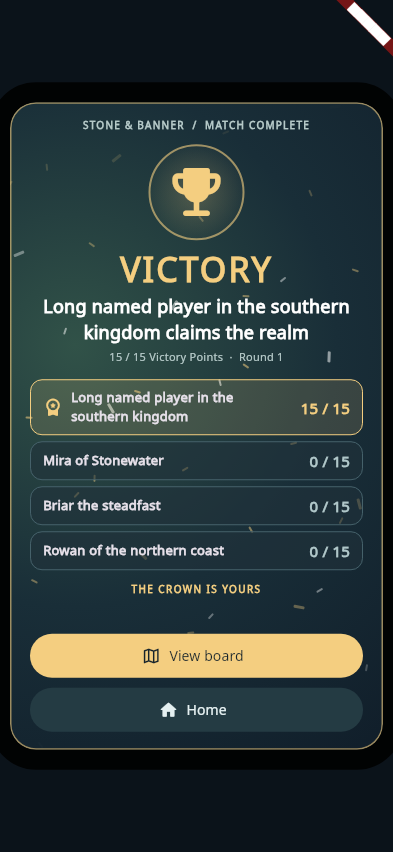 STONE & BANNER / MATCH COMPLETE
VICTORY
Long named player in the southern
kingdom claims the realm
15 / 15 Victory Points · Round 1
Long named player in the
southern kingdom
15 / 15
Mira of Stonewater
0 / 15
Briar the steadfast
0 / 15
Rowan of the northern coast
0 / 15
THE CROWN IS YOURS
View board
Home